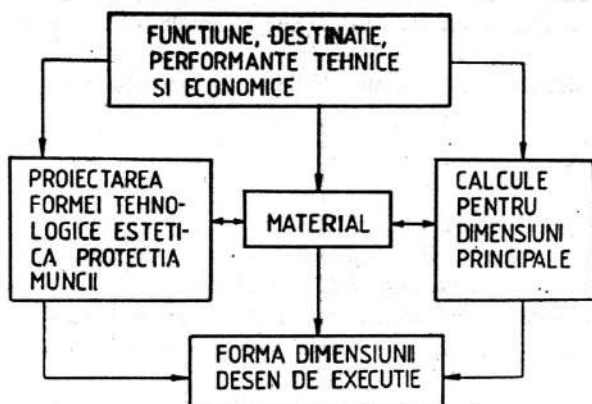 FUNCTIUNE, DESTINATIE,
PERFORMANTE TEHNICE
SI ECONOMICE
PROIECTAREA
FORMEI TEHNO-
LOGICE ESTETI-
CA PROTECTIA
MUNCII
MATERIAL
CALCULE
PENTRU
DIMENSIUNI
PRINCIPALE
FORMA DIMENSIUNII
DESEN DE EXECUTIE